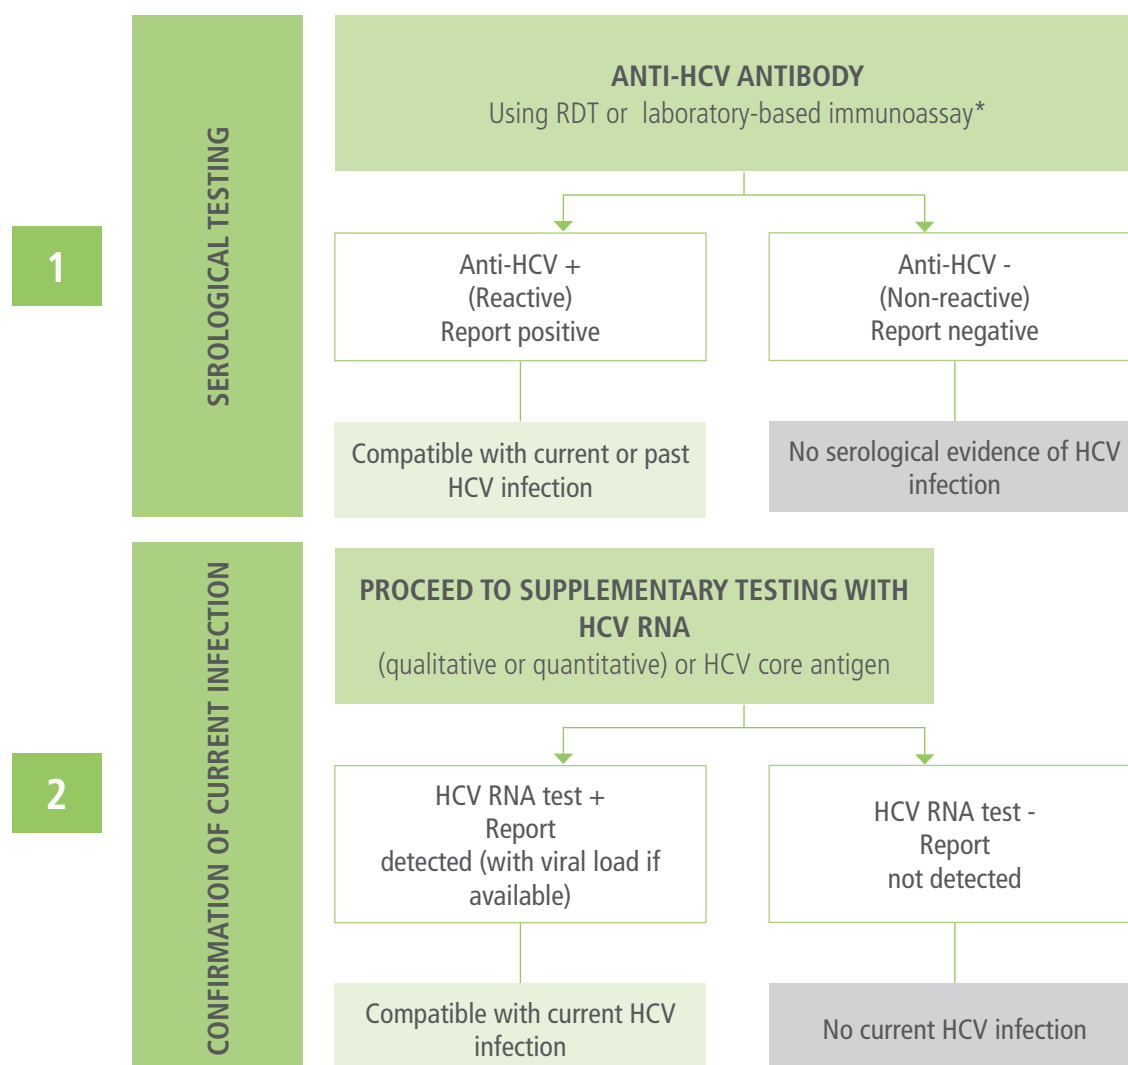 1
SEROLOGICAL TESTING
ANTI-HCV ANTIBODY
Using RDT or laboratory-based immunoassay*
Anti-HCV +
(Reactive)
Report positive
Anti-HCV -
(Non-reactive)
Report negative
Compatible with current or past
HCV infection
No serological evidence of HCV
infection
2
CONFIRMATION OF CURRENT INFECTION
PROCEED TO SUPPLEMENTARY TESTING WITH
HCV RNA
(qualitative or quantitative) or HCV core antigen
HCV RNA test +
Report
detected (with viral load if
available)
HCV RNA test -
Report
not detected
Compatible with current HCV
infection
No current HCV infection